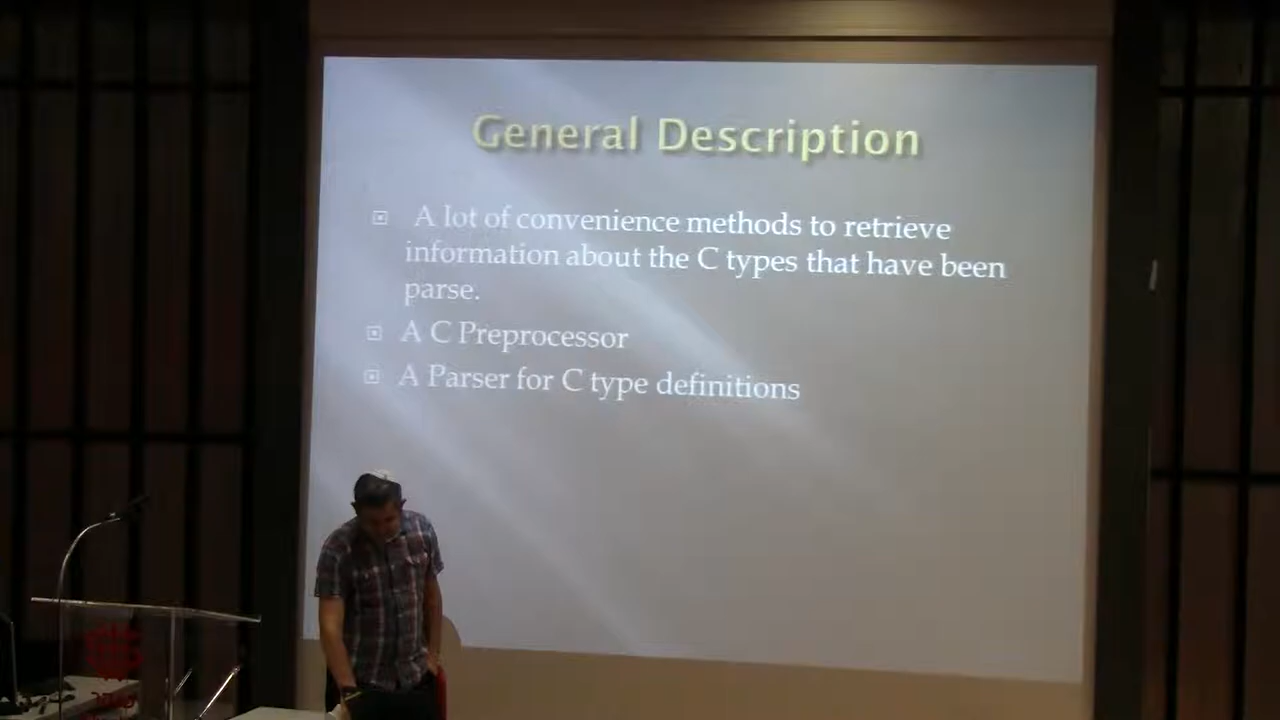 General Description
A lot of convenience methods to retrieve
information about the C types that have been
parse.
A C Preprocessor
A Parser for C type definitions